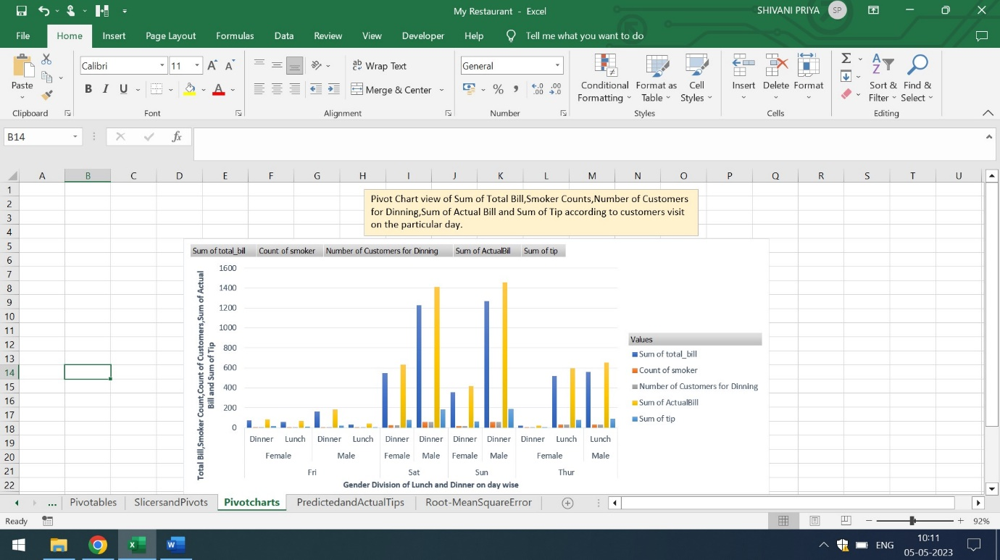 My Restaurant - Excel
SHIVANI PRIYA SP
File Home Insert Page Layout Formulas Data Review View Developer Help Tell me what you want to do
Paste
Clipboard
Calibri 11 A A
B I U A
Font
ab Wrap Text
Merge & Center
Alignment
General
% ,
Number
Conditional Formatting
Format as Table
Cell Styles
Styles
Insert Delete Format
Cells
Σ
Sort & Filter
Find & Select
Editing
B14 fx
A B C D E F G H I J K L M N O P Q R S T U
1
2
3
4
5
6
7
8
9
10
11
12
13
14
15
16
17
18
19
20
21
22
Pivot Chart view of Sum of Total Bill,Smoker Counts,Number of Customers
for Dinning,Sum of Actual Bill and Sum of Tip according to customers visit
on the particular day.
Sum of total_bill Count of smoker Number of Customers for Dinning Sum of ActualBill Sum of tip
Total Bill,Smoker Count,Count of Customers,Sum of Actual
Bill and Sum of Tip
1600
1400
1200
1000
800
600
400
200
0
Dinner Lunch Dinner Lunch Dinner Dinner Dinner Dinner Dinner Lunch Lunch
Female Male Female Male Female Male Female Male
Fri Sat Sun Thur
Gender Division of Lunch and Dinner on day wise
Values
Sum of total_bill
Count of smoker
Number of Customers for Dinning
Sum of ActualBill
Sum of tip
... Pivotables SlicersandPivots Pivotcharts PredictedandActualTips Root-MeanSquareError
Ready 92%
ENG
10:11
05-05-2023